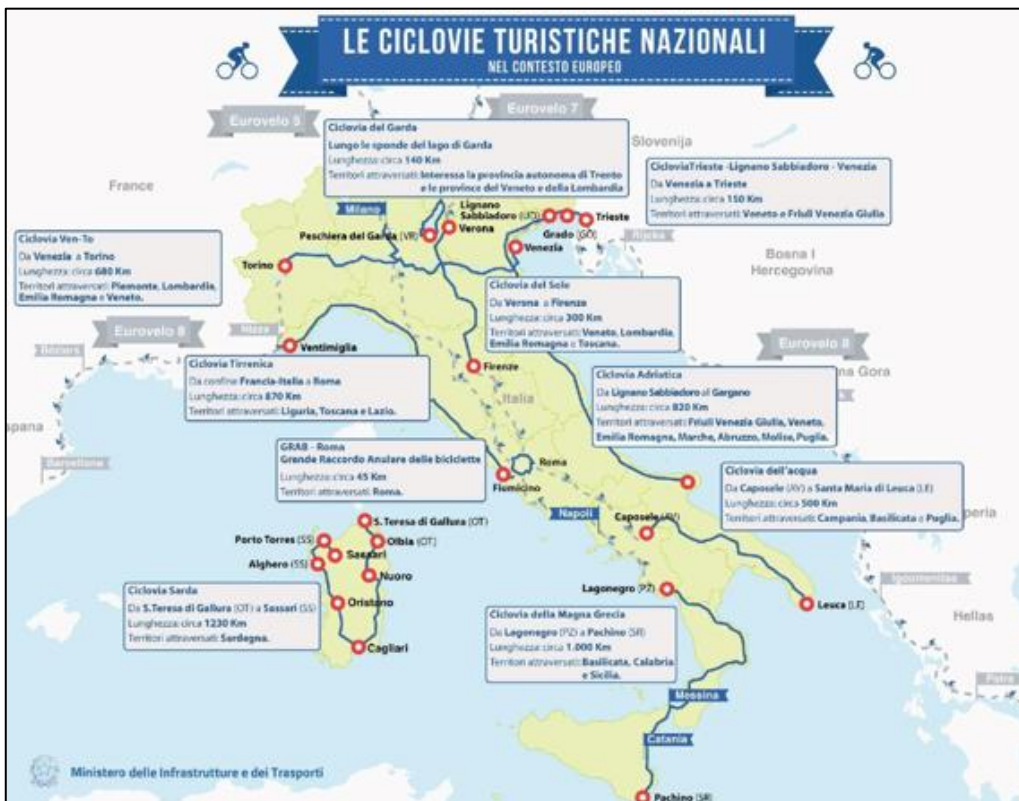 LE CICLOVIE TURISTICHE NAZIONALI
NEL CONTESTO EUROPEO
Eurovelo 5
Eurovelo 7
Slovenija
France
Bosna I
Hercegovina
Ciclovia del Garda
Lungo le sponde del lago di Garda
Lunghezza: circa 140 Km
Territori attraversati: Interessa la provincia autonoma di Trento
e le province del Veneto e della Lombardia
CicloviaTrieste -Lignano Sabbiadoro - Venezia
Da Venezia a Trieste
Lunghezza: circa 150 Km
Territori attraversati: Veneto e Friuli Venezia Giulia
Milano
Lignano
Sabbiadoro (UD)
Trieste
Peschiera del Garda (VR)
Verona
Grado (GO)
Venezia
Rijeka
Ciclovia Ven-To
Da Venezia a Torino
Lunghezza: circa 680 Km
Territori attraversati: Piemonte, Lombardia,
Emilia Romagna e Veneto.
Torino
Ciclovia del Sole
Da Verona a Firenze
Lunghezza: circa 300 Km
Territori attraversati: Veneto, Lombardia,
Emilia Romagna e Toscana.
Eurovelo 8
Nizza
Eurovelo 8
Béziers
Ventimiglia
Ciclovia Tirrenica
Da confine Francia-Italia a Roma
Lunghezza: circa 870 Km
Territori attraversati: Liguria, Toscana e Lazio.
Firenze
Italia
Ciclovia Adriatica
Da Lignano Sabbiadoro al Gargano
Lunghezza: circa 820 Km
Territori attraversati: Friuli Venezia Giulia, Veneto,
Emilia Romagna, Marche, Abruzzo, Molise, Puglia.
na Gora
spana
Barcellona
GRAB - Roma
Grande Raccordo Anulare delle biciclette
Lunghezza: circa 45 Km
Territori attraversati: Roma.
Roma
Fiumicino
Ciclovia dell'acqua
Da Caposele (AV) a Santa Maria di Leuca (LE)
Lunghezza: circa 500 Km
Territori attraversati: Campania, Basilicata e Puglia.
Napoli
Caposele (AV)
iperia
S.Teresa di Gallura (OT)
Porto Torres (SS)
Olbia (OT)
Sassari
Alghero (SS)
Nuoro
Igoumenitsa
Ciclovia Sarda
Da S.Teresa di Gallura (OT) a Sassari (SS)
Lunghezza: circa 1230 Km
Territori attraversati: Sardegna.
Oristano
Cagliari
Lagonegro (PZ)
Leuca (LE)
Hellas
Ciclovia della Magna Grecia
Da Lagonegro (PZ) a Pachino (SR)
Lunghezza: circa 1.000 Km
Territori attraversati: Basilicata, Calabria
e Sicilia.
Patra
Messina
Catania
Ministero delle Infrastrutture e dei Trasporti
Pachino (SR)